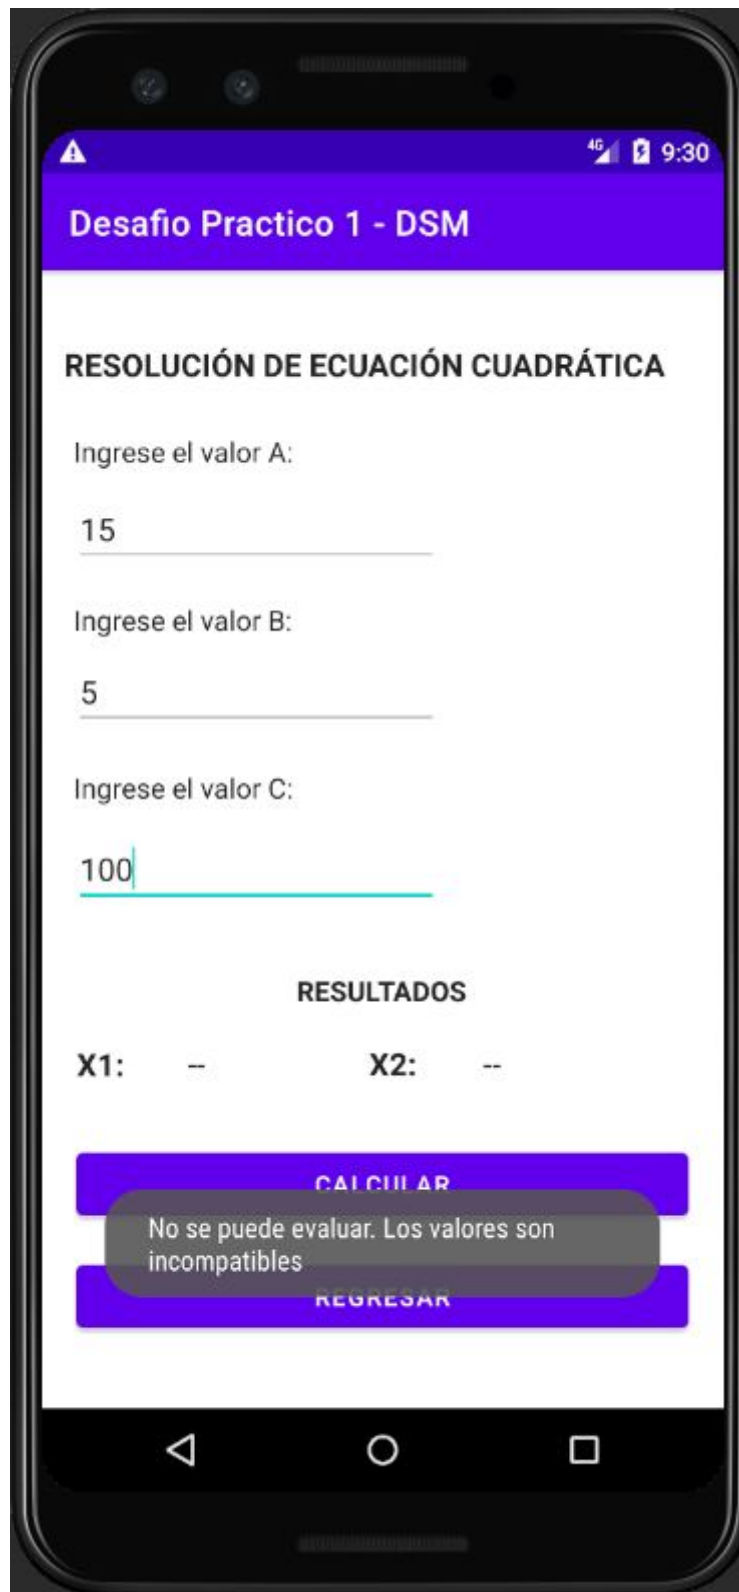 4G 9:30
Desafio Practico 1 - DSM
RESOLUCIÓN DE ECUACIÓN CUADRÁTICA
Ingrese el valor A:
15
Ingrese el valor B:
5
Ingrese el valor C:
100
RESULTADOS
X1: -- X2: --
CALCULAR
No se puede evaluar. Los valores son
incompatibles
REGRESAR